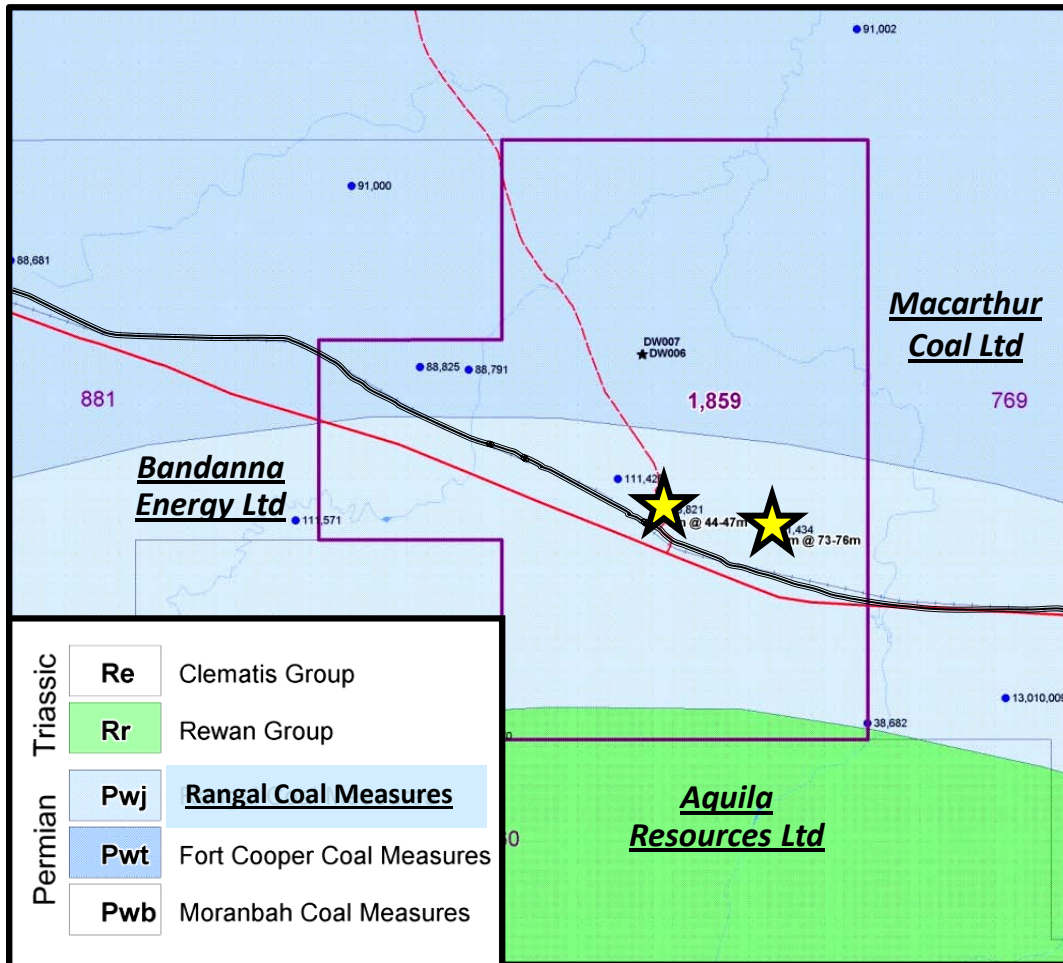 91,002
91,000
88,681
Macarthur
Coal Ltd
DW007
DW006
88,825
88,791
881
1,859
769
Bandanna
Energy Ltd
111,571
@ 44-47m
@ 73-76m
13,010,009
38,682
Aquila
Resources Ltd
Triassic
Re Clematis Group
Rr Rewan Group
Permian
Pwj Rangal Coal Measures
Pwt Fort Cooper Coal Measures
Pwb Moranbah Coal Measures